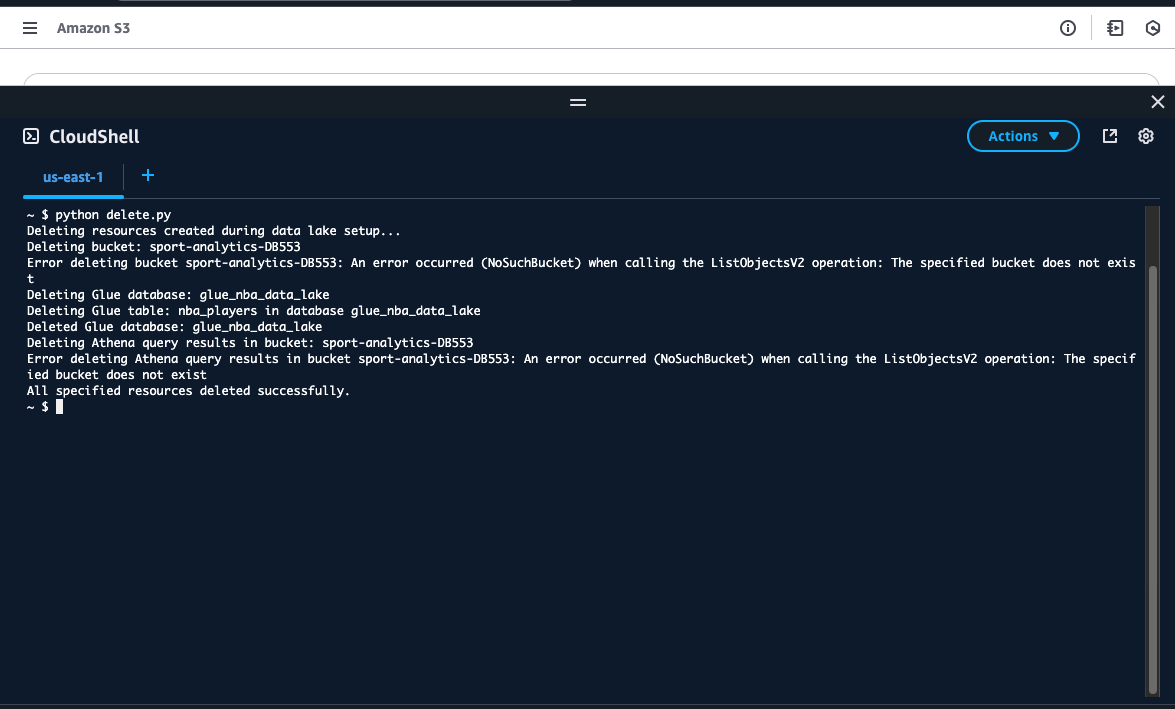 Amazon S3
CloudShell
Actions
us-east-1
~ $ python delete.py
Deleting resources created during data lake setup...
Deleting bucket: sport-analytics-DB553
Error deleting bucket sport-analytics-DB553: An error occurred (NoSuchBucket) when calling the ListObjectsV2 operation: The specified bucket does not exis
t
Deleting Glue database: glue_nba_data_lake
Deleting Glue table: nba_players in database glue_nba_data_lake
Deleted Glue database: glue_nba_data_lake
Deleting Athena query results in bucket: sport-analytics-DB553
Error deleting Athena query results in bucket sport-analytics-DB553: An error occurred (NoSuchBucket) when calling the ListObjectsV2 operation: The specif
ied bucket does not exist
All specified resources deleted successfully.
~ $